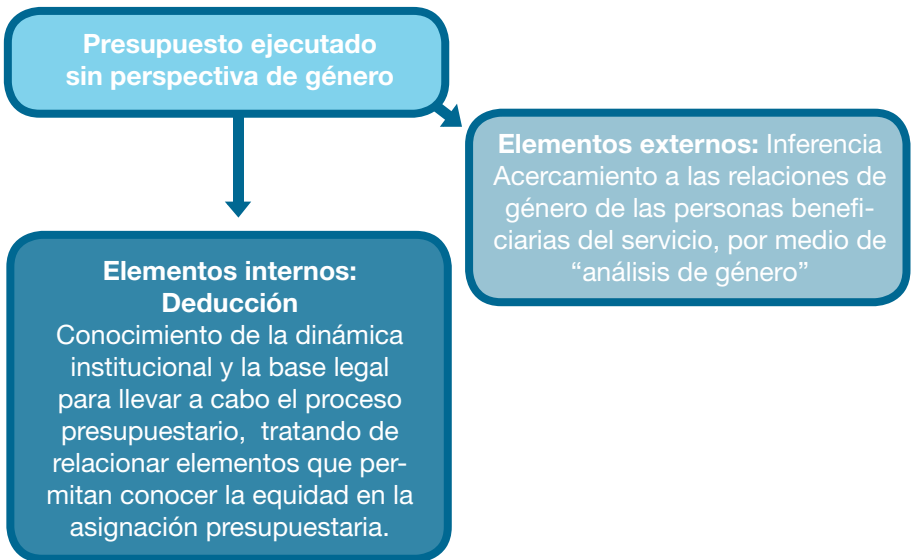 Presupuesto ejecutado
sin perspectiva de género
Elementos externos: Inferencia
Acercamiento a las relaciones de
género de las personas benefi-
ciarias del servicio, por medio de
“análisis de género”
Elementos internos:
Deducción
Conocimiento de la dinámica
institucional y la base legal
para llevar a cabo el proceso
presupuestario, tratando de
relacionar elementos que per-
mitan conocer la equidad en la
asignación presupuestaria.